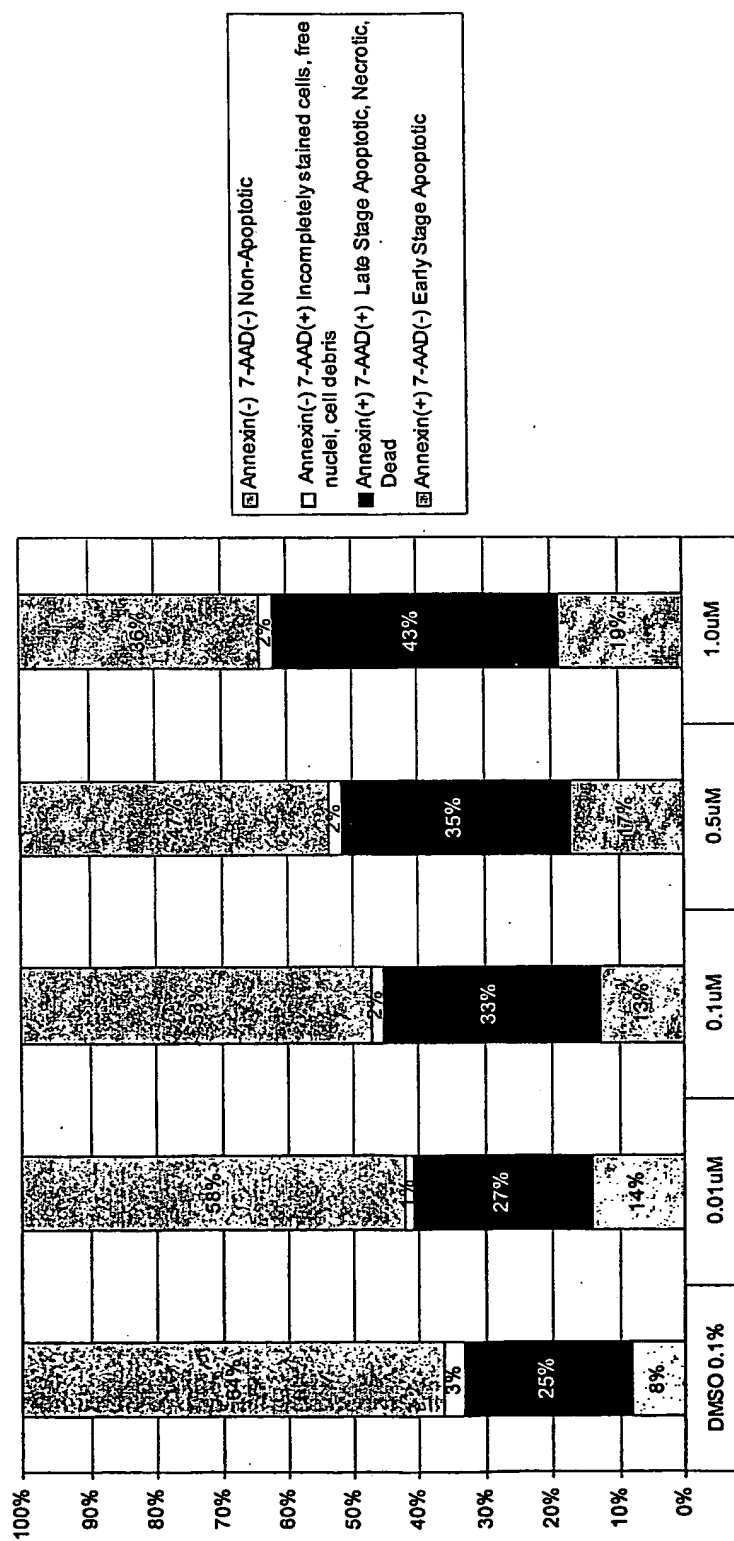 100%
90%
80%
70%
60%
50%
40%
30%
20%
10%
0%
64%
3%
25%
8%
58%
1%
27%
14%
53%
2%
33%
13%
47%
2%
35%
17%
36%
2%
43%
19%
DMSO 0.1%
0.01uM
0.1uM
0.5uM
1.0uM
Annexin(-) 7-AAD(-) Non-Apoptotic
Annexin(-) 7-AAD(+) Incompletely stained cells, free
nuclei, cell debris
Annexin(+) 7-AAD(+) Late Stage Apoptotic, Necrotic,
Dead
Annexin(+) 7-AAD(-) Early Stage Apoptotic